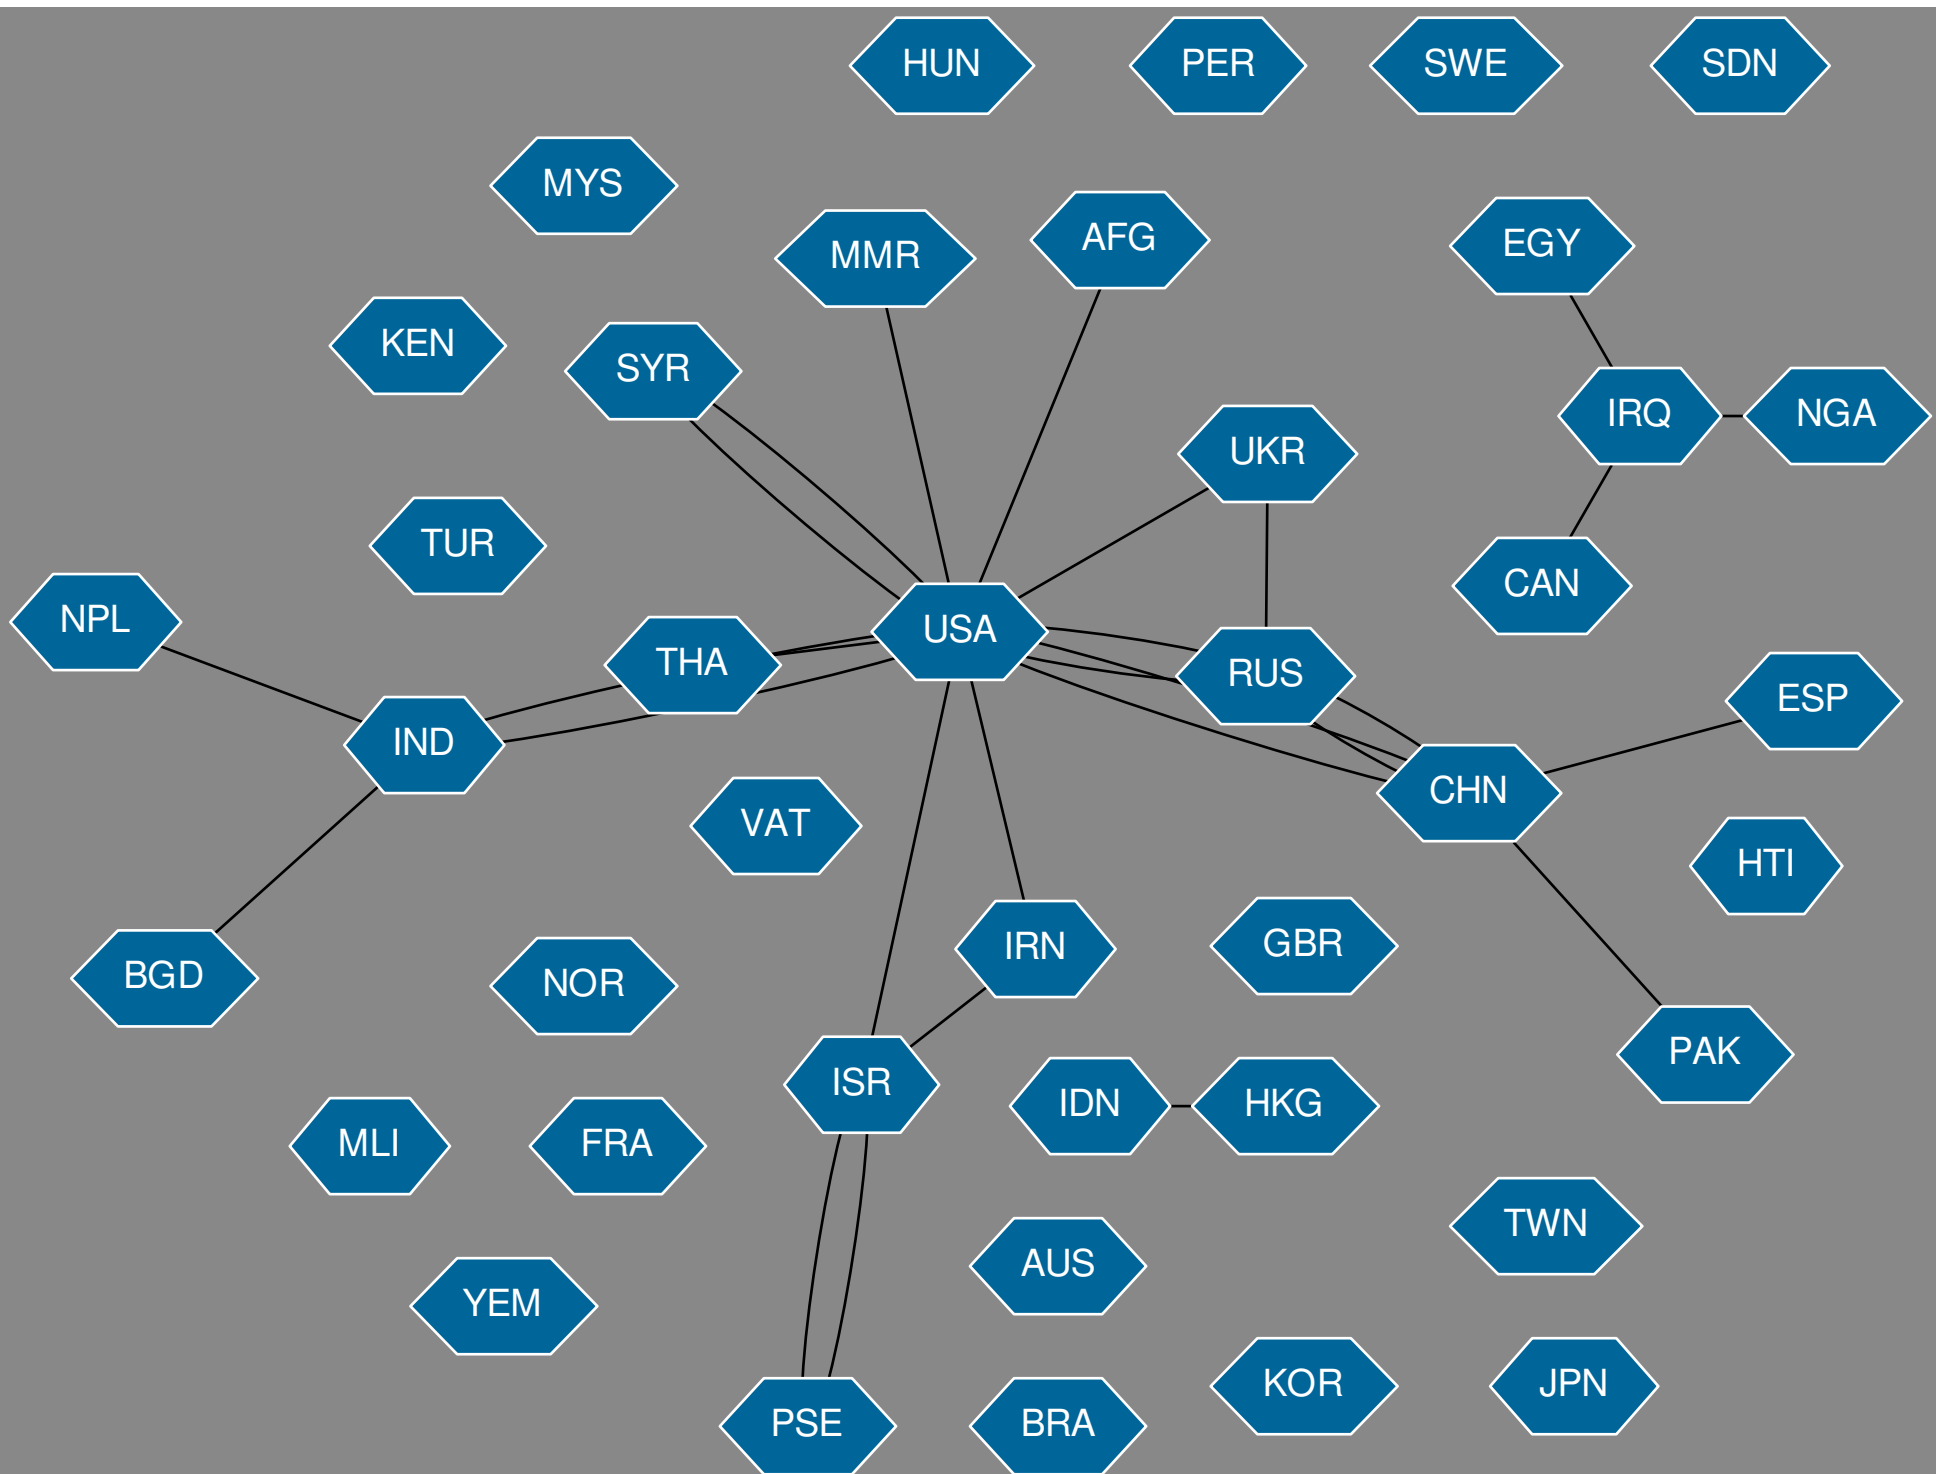 HUN
PER
SWE
SDN
MYS
MMR
AFG
EGY
KEN
SYR
UKR
IRQ
NGA
TUR
CAN
NPL
THA
USA
RUS
ESP
IND
CHN
VAT
HTI
BGD
NOR
IRN
GBR
PAK
ISR
IDN
HKG
MLI
FRA
TWN
AUS
YEM
PSE
BRA
KOR
JPN